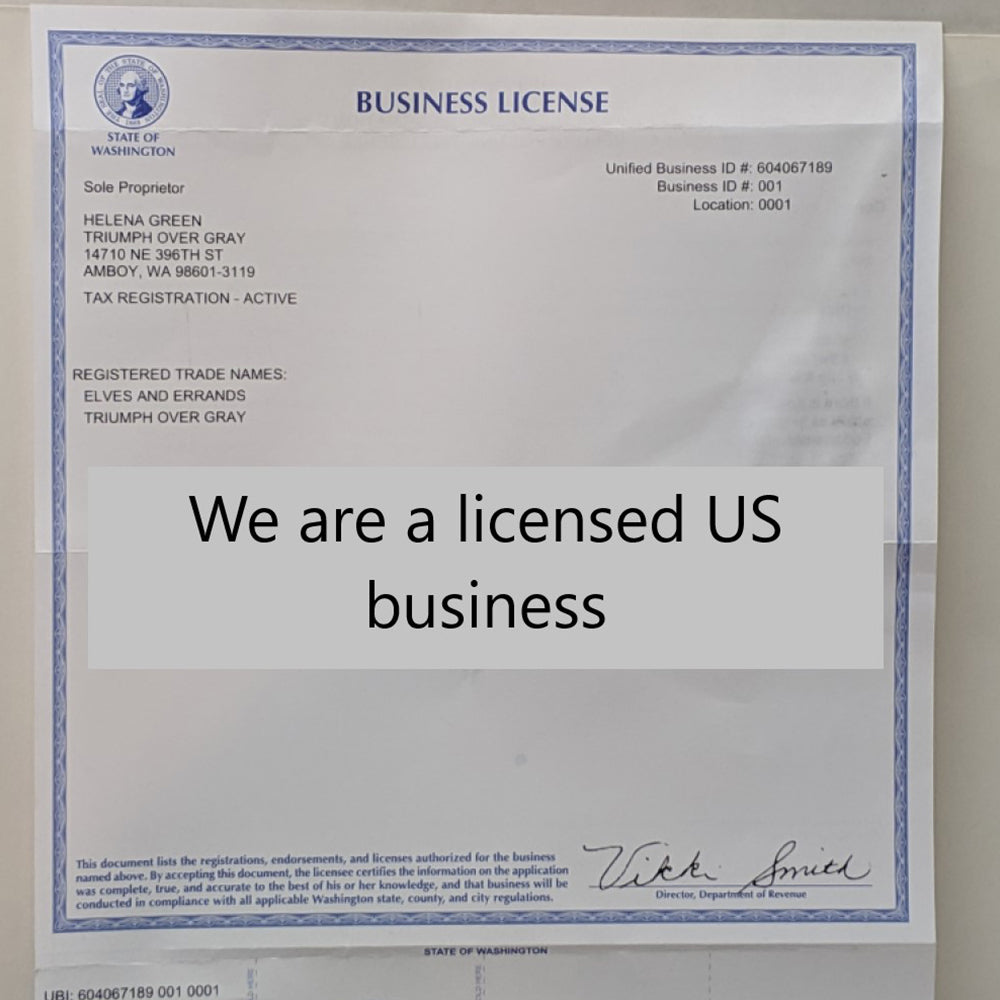 BUSINESS LICENSE
STATE OF
WASHINGTON
Unified Business ID #: 604067189
Business ID #: 001
Location: 0001
Sole Proprietor
HELENA GREEN
TRIUMPH OVER GRAY
14710 NE 396TH ST
AMBOY, WA 98601-3119
TAX REGISTRATION - ACTIVE
REGISTERED TRADE NAMES:
ELVES AND ERRANDS
TRIUMPH OVER GRAY
We are a licensed US
business
This document lists the registrations, endorsements, and licenses authorized for the business
named above. By accepting this document, the licensee certifies the information on the application
was complete, true, and accurate to the best of his or her knowledge, and that business will be
conducted in compliance with all applicable Washington state, county, and city regulations.
Vikki Smith
Director, Department of Revenue
STATE OF WASHINGTON
UBI: 604067189 001 0001